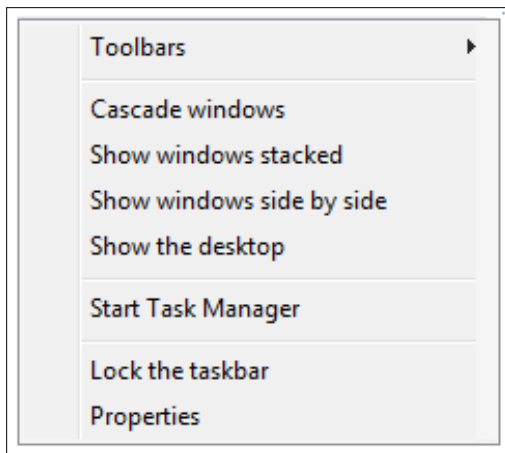 Toolbars
Cascade windows
Show windows stacked
Show windows side by side
Show the desktop
Start Task Manager
Lock the taskbar
Properties